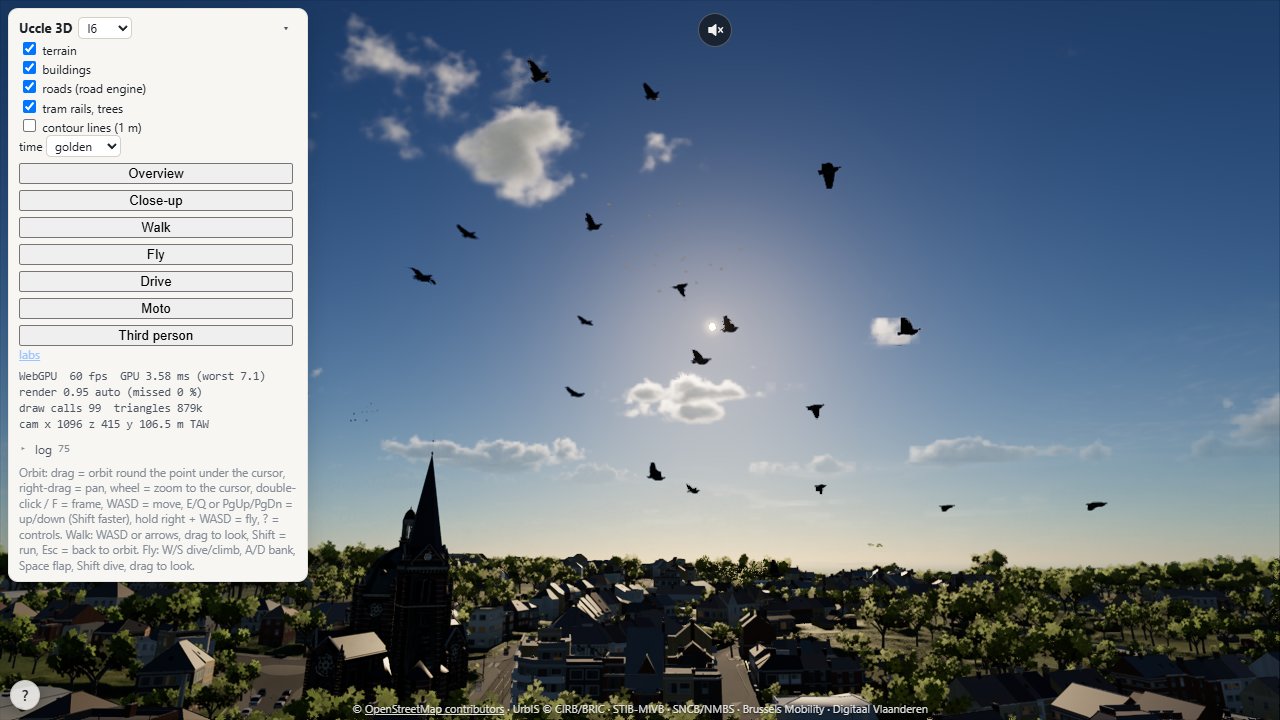 Uccle 3D l6
terrain
buildings
roads (road engine)
tram rails, trees
contour lines (1 m)
time golden
Overview
Close-up
Walk
Fly
Drive
Moto
Third person
labs
WebGPU 60 fps GPU 3.58 ms (worst 7.1)
render 0.95 auto (missed 0 %)
draw calls 99 triangles 879k
cam x 1096 z 415 y 106.5 m TAW
log 75
Orbit: drag = orbit round the point under the cursor,
right-drag = pan, wheel = zoom to the cursor, double-
click / F = frame, WASD = move, E/Q or PgUp/PgDn =
up/down (Shift faster), hold right + WASD = fly, ? =
controls. Walk: WASD or arrows, drag to look, Shift =
run, Esc = back to orbit. Fly: W/S dive/climb, A/D bank,
Space flap, Shift dive, drag to look.
?
© OpenStreetMap contributors · UrbIS © CIRB/BRIC · STIB-MIVB · SNCB/NMBS · Brussels Mobility · Digitaal Vlaanderen